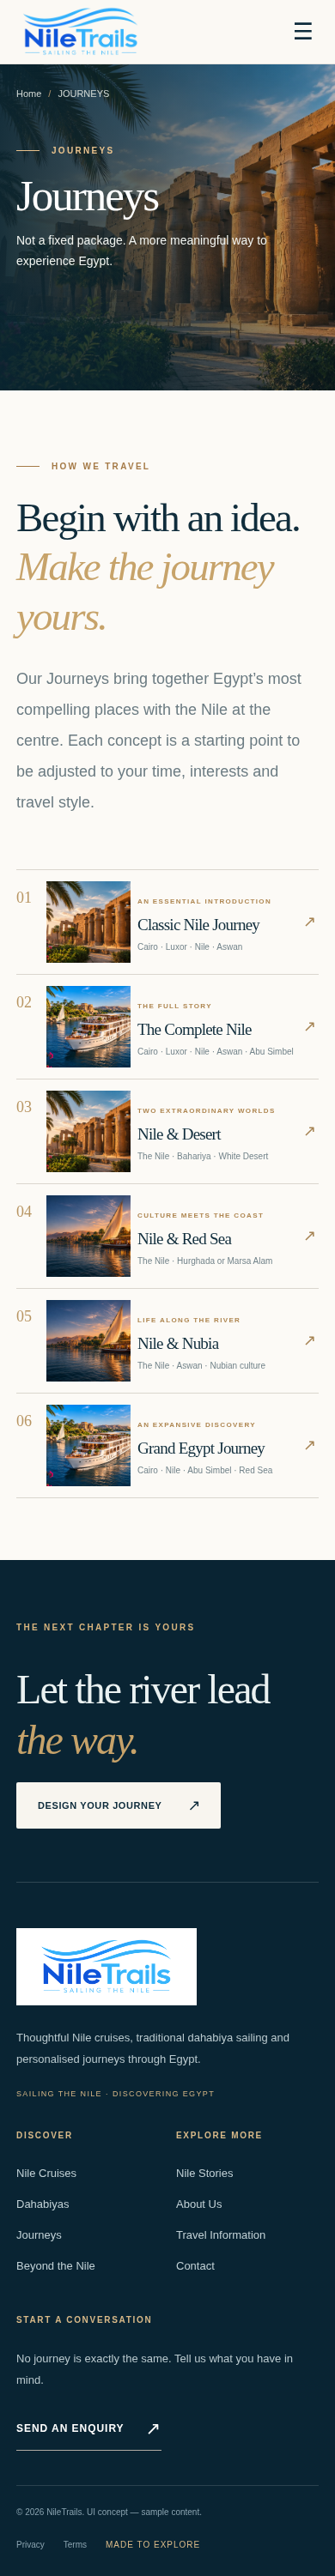 NileTrails
SAILING THE NILE
☰
Home / JOURNEYS
JOURNEYS
Journeys
Not a fixed package. A more meaningful way to
experience Egypt.
HOW WE TRAVEL
Begin with an idea.
Make the journey
yours.
Our Journeys bring together Egypt's most
compelling places with the Nile at the
centre. Each concept is a starting point to
be adjusted to your time, interests and
travel style.
01
AN ESSENTIAL INTRODUCTION
Classic Nile Journey ↗
Cairo · Luxor · Nile · Aswan
02
THE FULL STORY
The Complete Nile ↗
Cairo · Luxor · Nile · Aswan · Abu Simbel
03
TWO EXTRAORDINARY WORLDS
Nile & Desert ↗
The Nile · Bahariya · White Desert
04
CULTURE MEETS THE COAST
Nile & Red Sea ↗
The Nile · Hurghada or Marsa Alam
05
LIFE ALONG THE RIVER
Nile & Nubia ↗
The Nile · Aswan · Nubian culture
06
AN EXPANSIVE DISCOVERY
Grand Egypt Journey ↗
Cairo · Nile · Abu Simbel · Red Sea
THE NEXT CHAPTER IS YOURS
Let the river lead
the way.
DESIGN YOUR JOURNEY ↗
NileTrails
SAILING THE NILE
Thoughtful Nile cruises, traditional dahabiya sailing and
personalised journeys through Egypt.
SAILING THE NILE · DISCOVERING EGYPT
DISCOVER
Nile Cruises
Dahabiyas
Journeys
Beyond the Nile
EXPLORE MORE
Nile Stories
About Us
Travel Information
Contact
START A CONVERSATION
No journey is exactly the same. Tell us what you have in
mind.
SEND AN ENQUIRY ↗
© 2026 NileTrails. UI concept — sample content.
Privacy Terms MADE TO EXPLORE